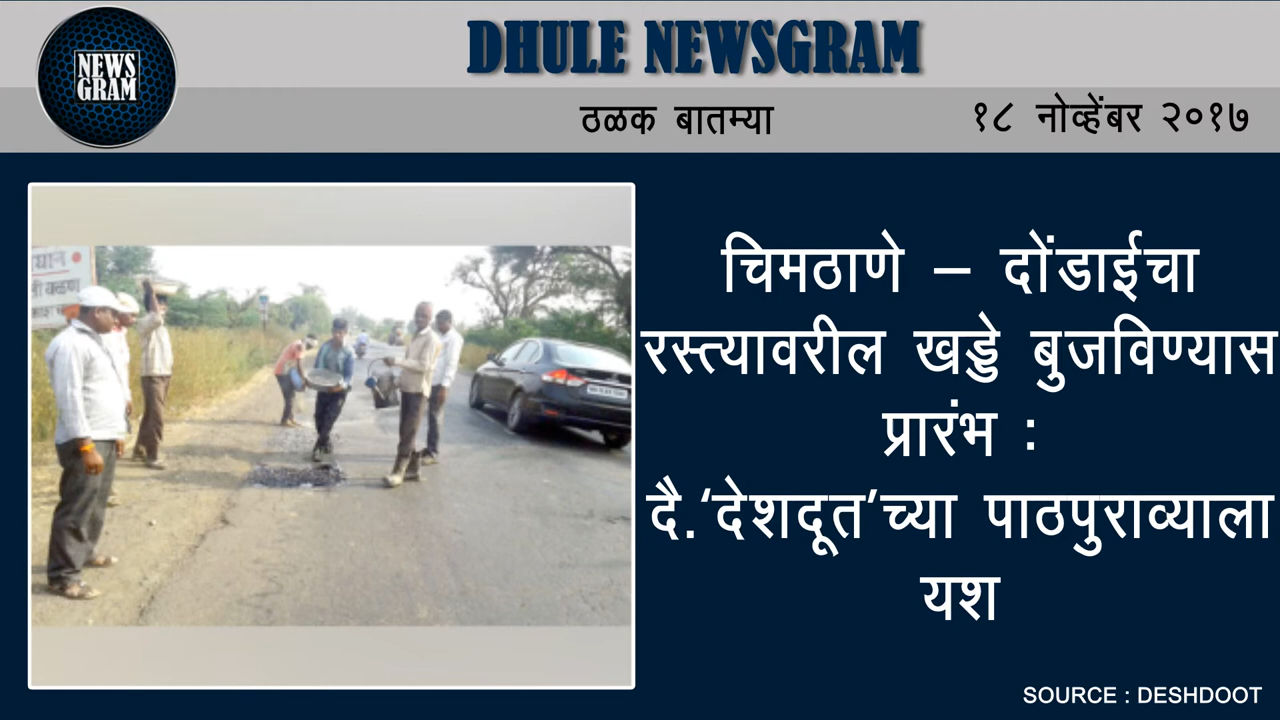 NEWS
GRAM
DHULE NEWSGRAM
ठळक बातम्या
१८ नोव्हेंबर २०१७
चिमठाणे – दोंडाईचा
रस्त्यावरील खड्डे बुजविण्यास
प्रारंभ :
दै.‘देशदूत’च्या पाठपुराव्याला
यश
SOURCE : DESHDOOT